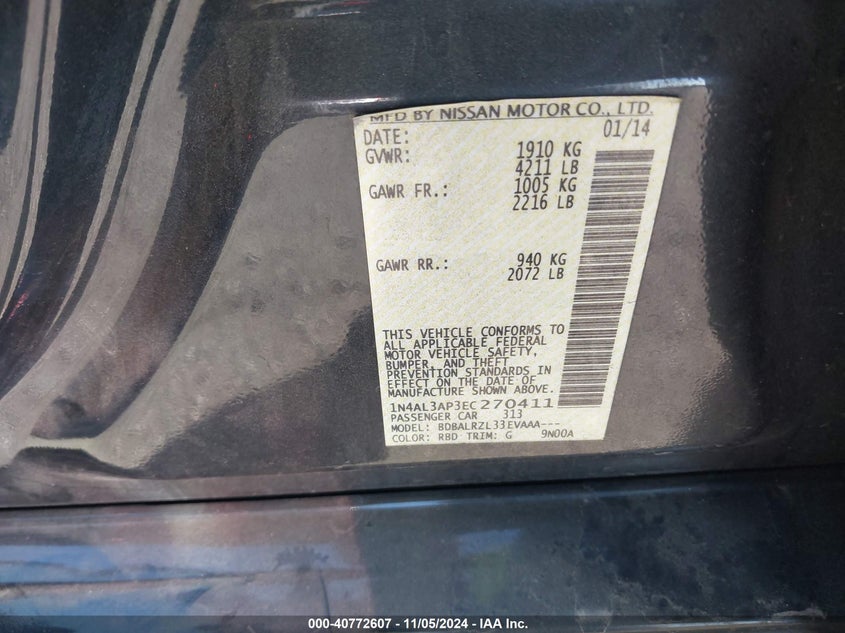 MFD BY NISSAN MOTOR CO., LTD.
DATE: 01/14
GVWR: 1910 KG
4211 LB
GAWR FR.: 1005 KG
2216 LB
GAWR RR.: 940 KG
2072 LB
THIS VEHICLE CONFORMS TO
ALL APPLICABLE FEDERAL
MOTOR VEHICLE SAFETY,
BUMPER, AND THEFT
PREVENTION STANDARDS IN
EFFECT ON THE DATE OF
MANUFACTURE SHOWN ABOVE.
1N4AL3AP3EC270411
PASSENGER CAR 313
MODEL: BDBALRZL33EVAAA---
COLOR: RBD TRIM: G 9N00A
000-40772607 - 11/05/2024 - IAA Inc.